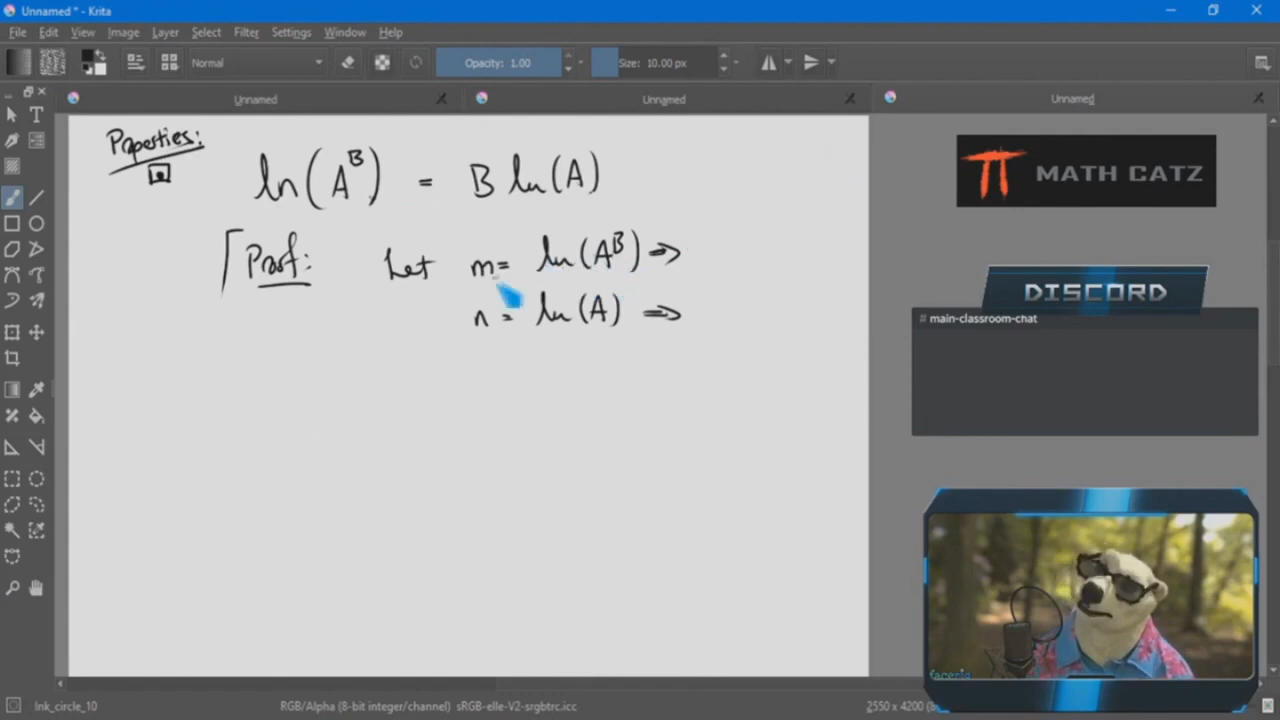 Unnamed * - Krita
File Edit View Image Layer Select Filter Settings Window Help
Normal Opacity: 1.00 Size: 10.00 px
Unnamed Unnamed Unnamed
Properties:
ln(A^B) = B ln(A)
Proof: Let m= ln(A^B) ⇒
n = ln(A) ⇒
π MATH CATZ
DISCORD
# main-classroom-chat
facerig
Ink_circle_10 RGB/Alpha (8-bit integer/channel) sRGB-elle-V2-srgbtrc.icc 2550 x 4200 (8